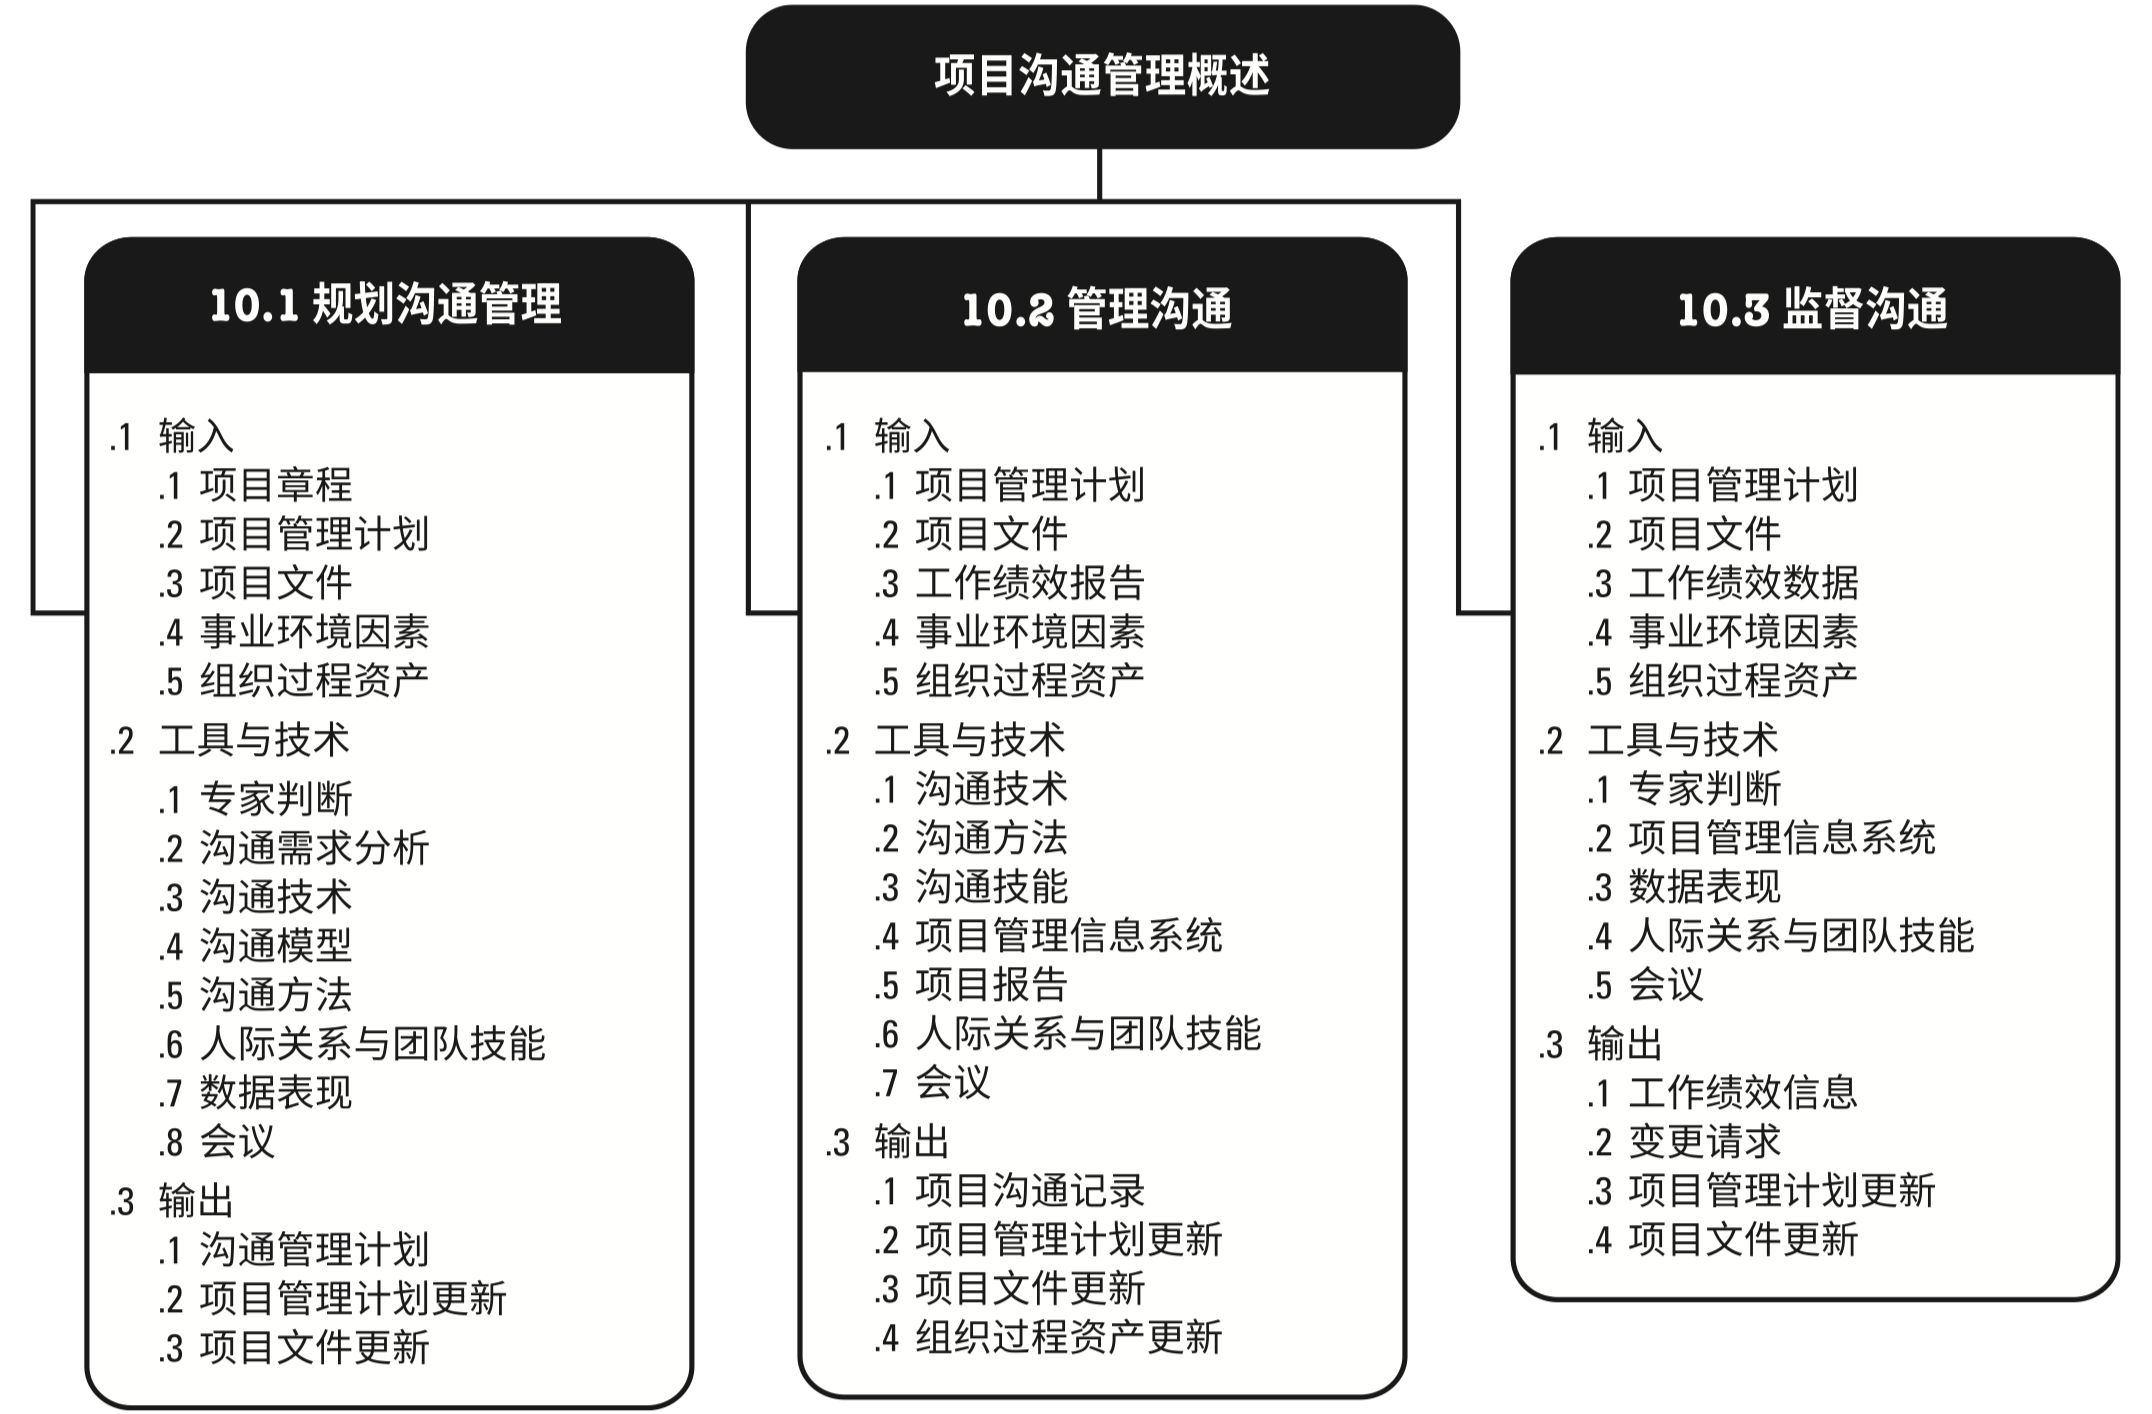 项目沟通管理概述
10.1 规划沟通管理
.1 输入
.1 项目章程
.2 项目管理计划
.3 项目文件
.4 事业环境因素
.5 组织过程资产
.2 工具与技术
.1 专家判断
.2 沟通需求分析
.3 沟通技术
.4 沟通模型
.5 沟通方法
.6 人际关系与团队技能
.7 数据表现
.8 会议
.3 输出
.1 沟通管理计划
.2 项目管理计划更新
.3 项目文件更新
10.2 管理沟通
.1 输入
.1 项目管理计划
.2 项目文件
.3 工作绩效报告
.4 事业环境因素
.5 组织过程资产
.2 工具与技术
.1 沟通技术
.2 沟通方法
.3 沟通技能
.4 项目管理信息系统
.5 项目报告
.6 人际关系与团队技能
.7 会议
.3 输出
.1 项目沟通记录
.2 项目管理计划更新
.3 项目文件更新
.4 组织过程资产更新
10.3 监督沟通
.1 输入
.1 项目管理计划
.2 项目文件
.3 工作绩效数据
.4 事业环境因素
.5 组织过程资产
.2 工具与技术
.1 专家判断
.2 项目管理信息系统
.3 数据表现
.4 人际关系与团队技能
.5 会议
.3 输出
.1 工作绩效信息
.2 变更请求
.3 项目管理计划更新
.4 项目文件更新